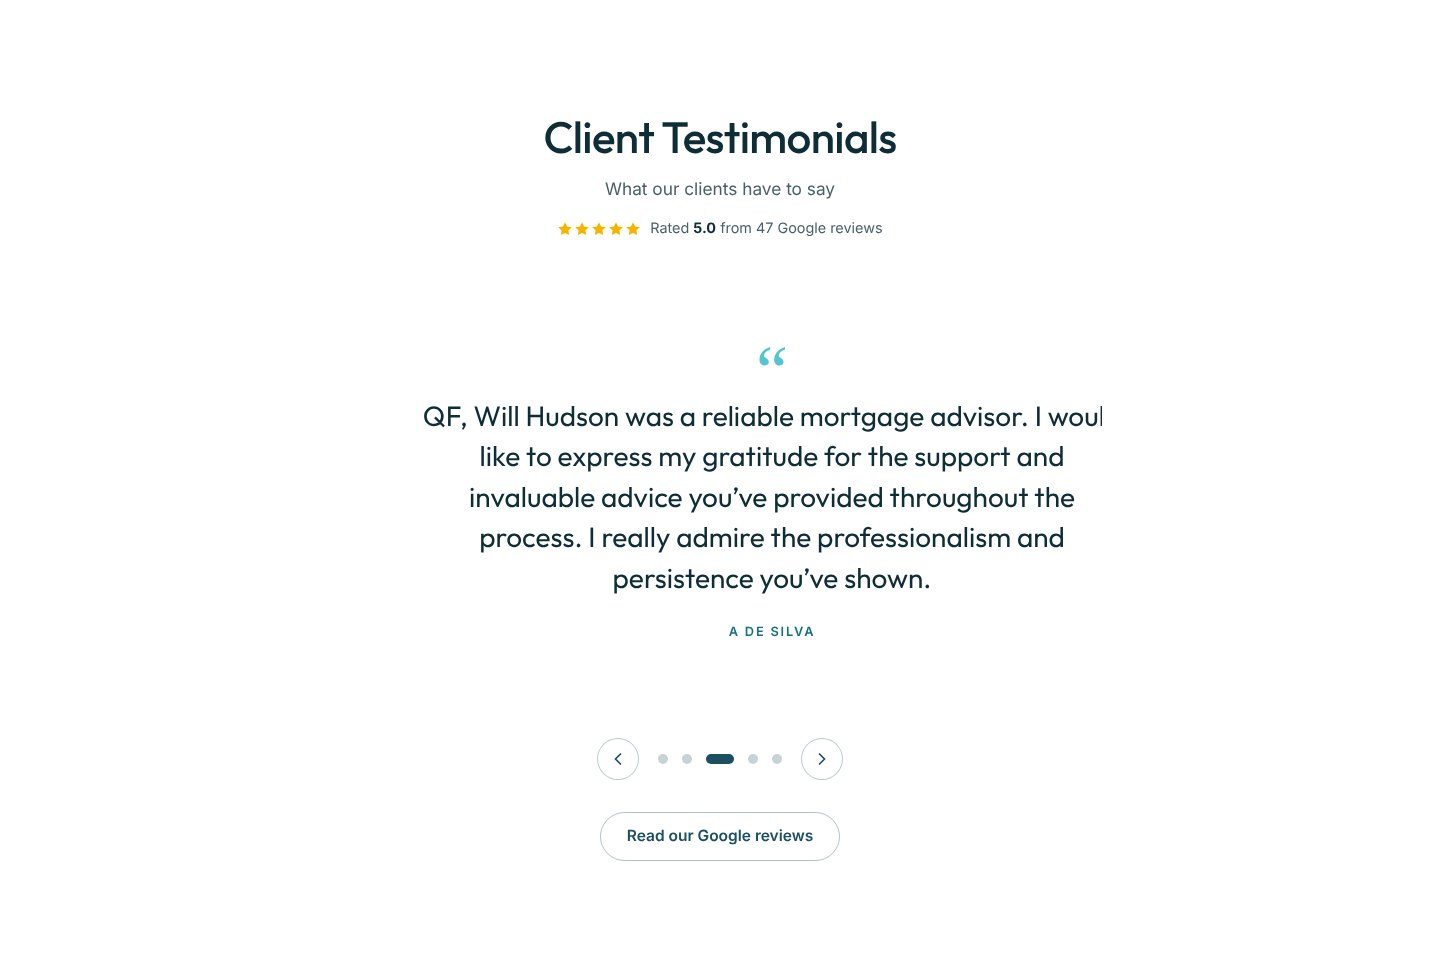 Client Testimonials
What our clients have to say
Rated 5.0 from 47 Google reviews
“
QF, Will Hudson was a reliable mortgage advisor. I woul
like to express my gratitude for the support and
invaluable advice you’ve provided throughout the
process. I really admire the professionalism and
persistence you’ve shown.
A DE SILVA
Read our Google reviews